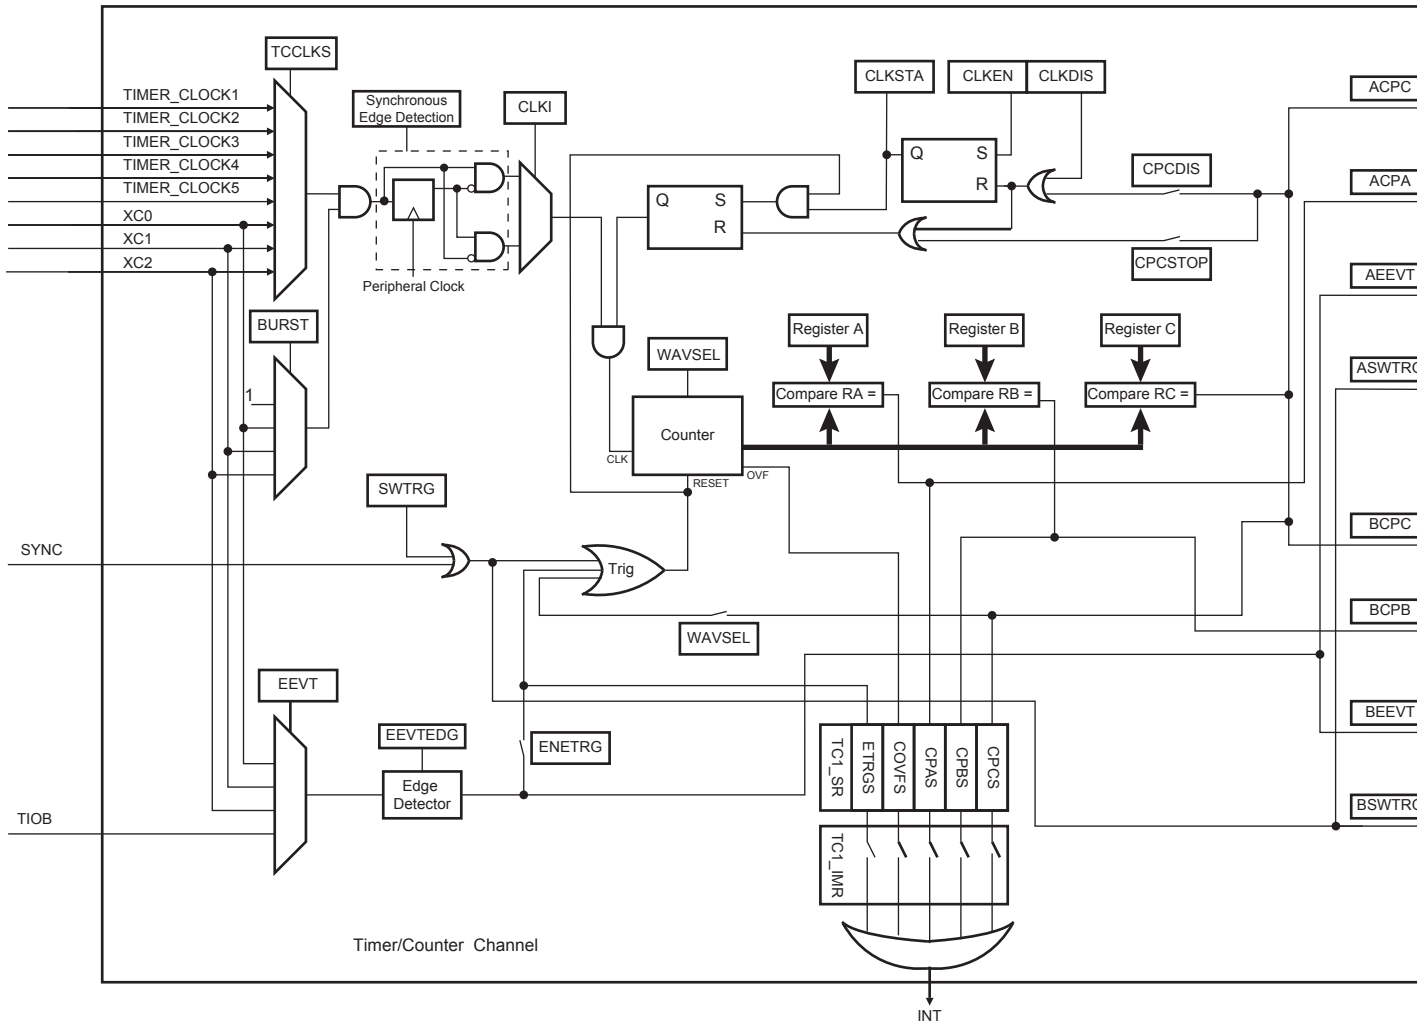 TCCLKS
TIMER_CLOCK1
TIMER_CLOCK2
TIMER_CLOCK3
TIMER_CLOCK4
TIMER_CLOCK5
XC0
XC1
XC2
Synchronous
Edge Detection
CLKI
Peripheral Clock
BURST
1
CLKSTA
CLKEN
CLKDIS
Q
S
R
Q
S
R
CPCDIS
CPCSTOP
ACPC
ACPA
AEEVT
ASWTRG
BCPC
BCPB
BEEVT
BSWTRG
Register A
Register B
Register C
Compare RA =
Compare RB =
Compare RC =
WAVSEL
Counter
CLK
RESET
OVF
SWTRG
SYNC
Trig
WAVSEL
EEVT
EEVTEDG
Edge
Detector
ENETRG
TIOB
TC1_SR
ETRGS
COVFS
CPAS
CPBS
CPCS
TC1_IMR
Timer/Counter Channel
INT